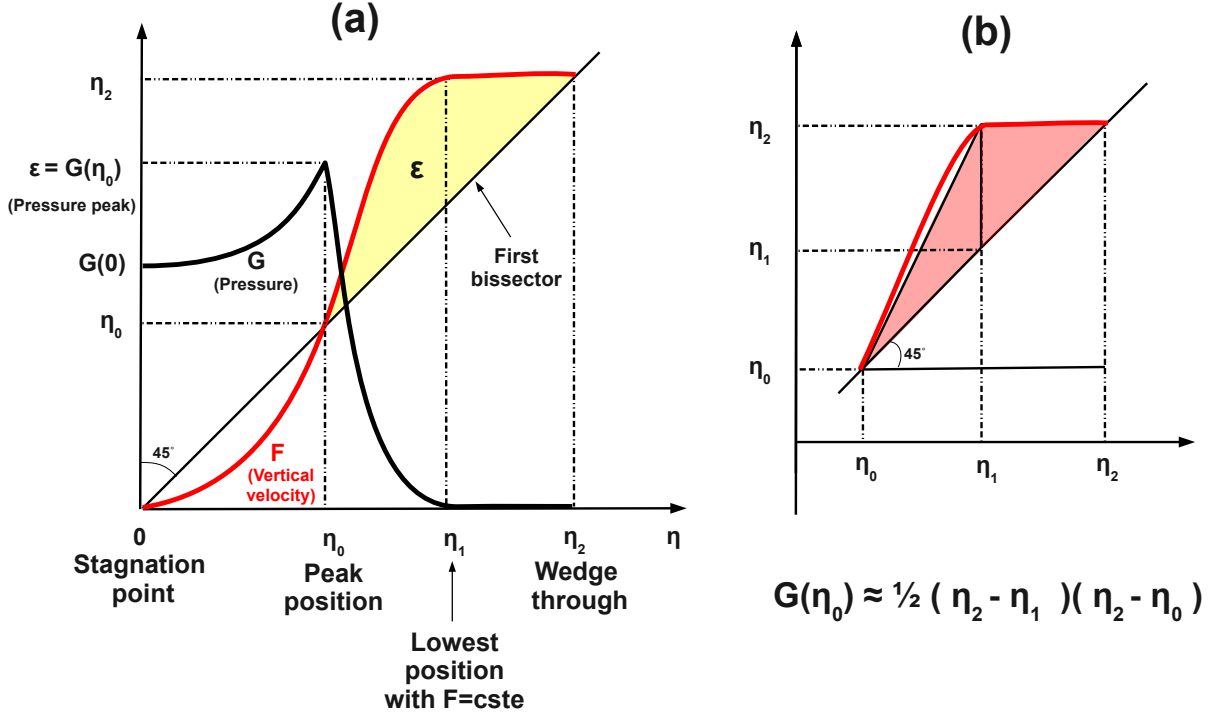 (a)
η₂
ε = G(η₀)
(Pressure peak)
G(0)
η₀
G
(Pressure)
ε
First
bissector
45°
F
(Vertical
velocity)
0
η₀
η₁
η₂
η
Stagnation
point
Peak
position
Wedge
through
Lowest
position
with F=cste
(b)
η₂
η₁
η₀
45°
η₀
η₁
η₂
G(η₀) ≈ ½ ( η₂ - η₁ )( η₂ - η₀ )